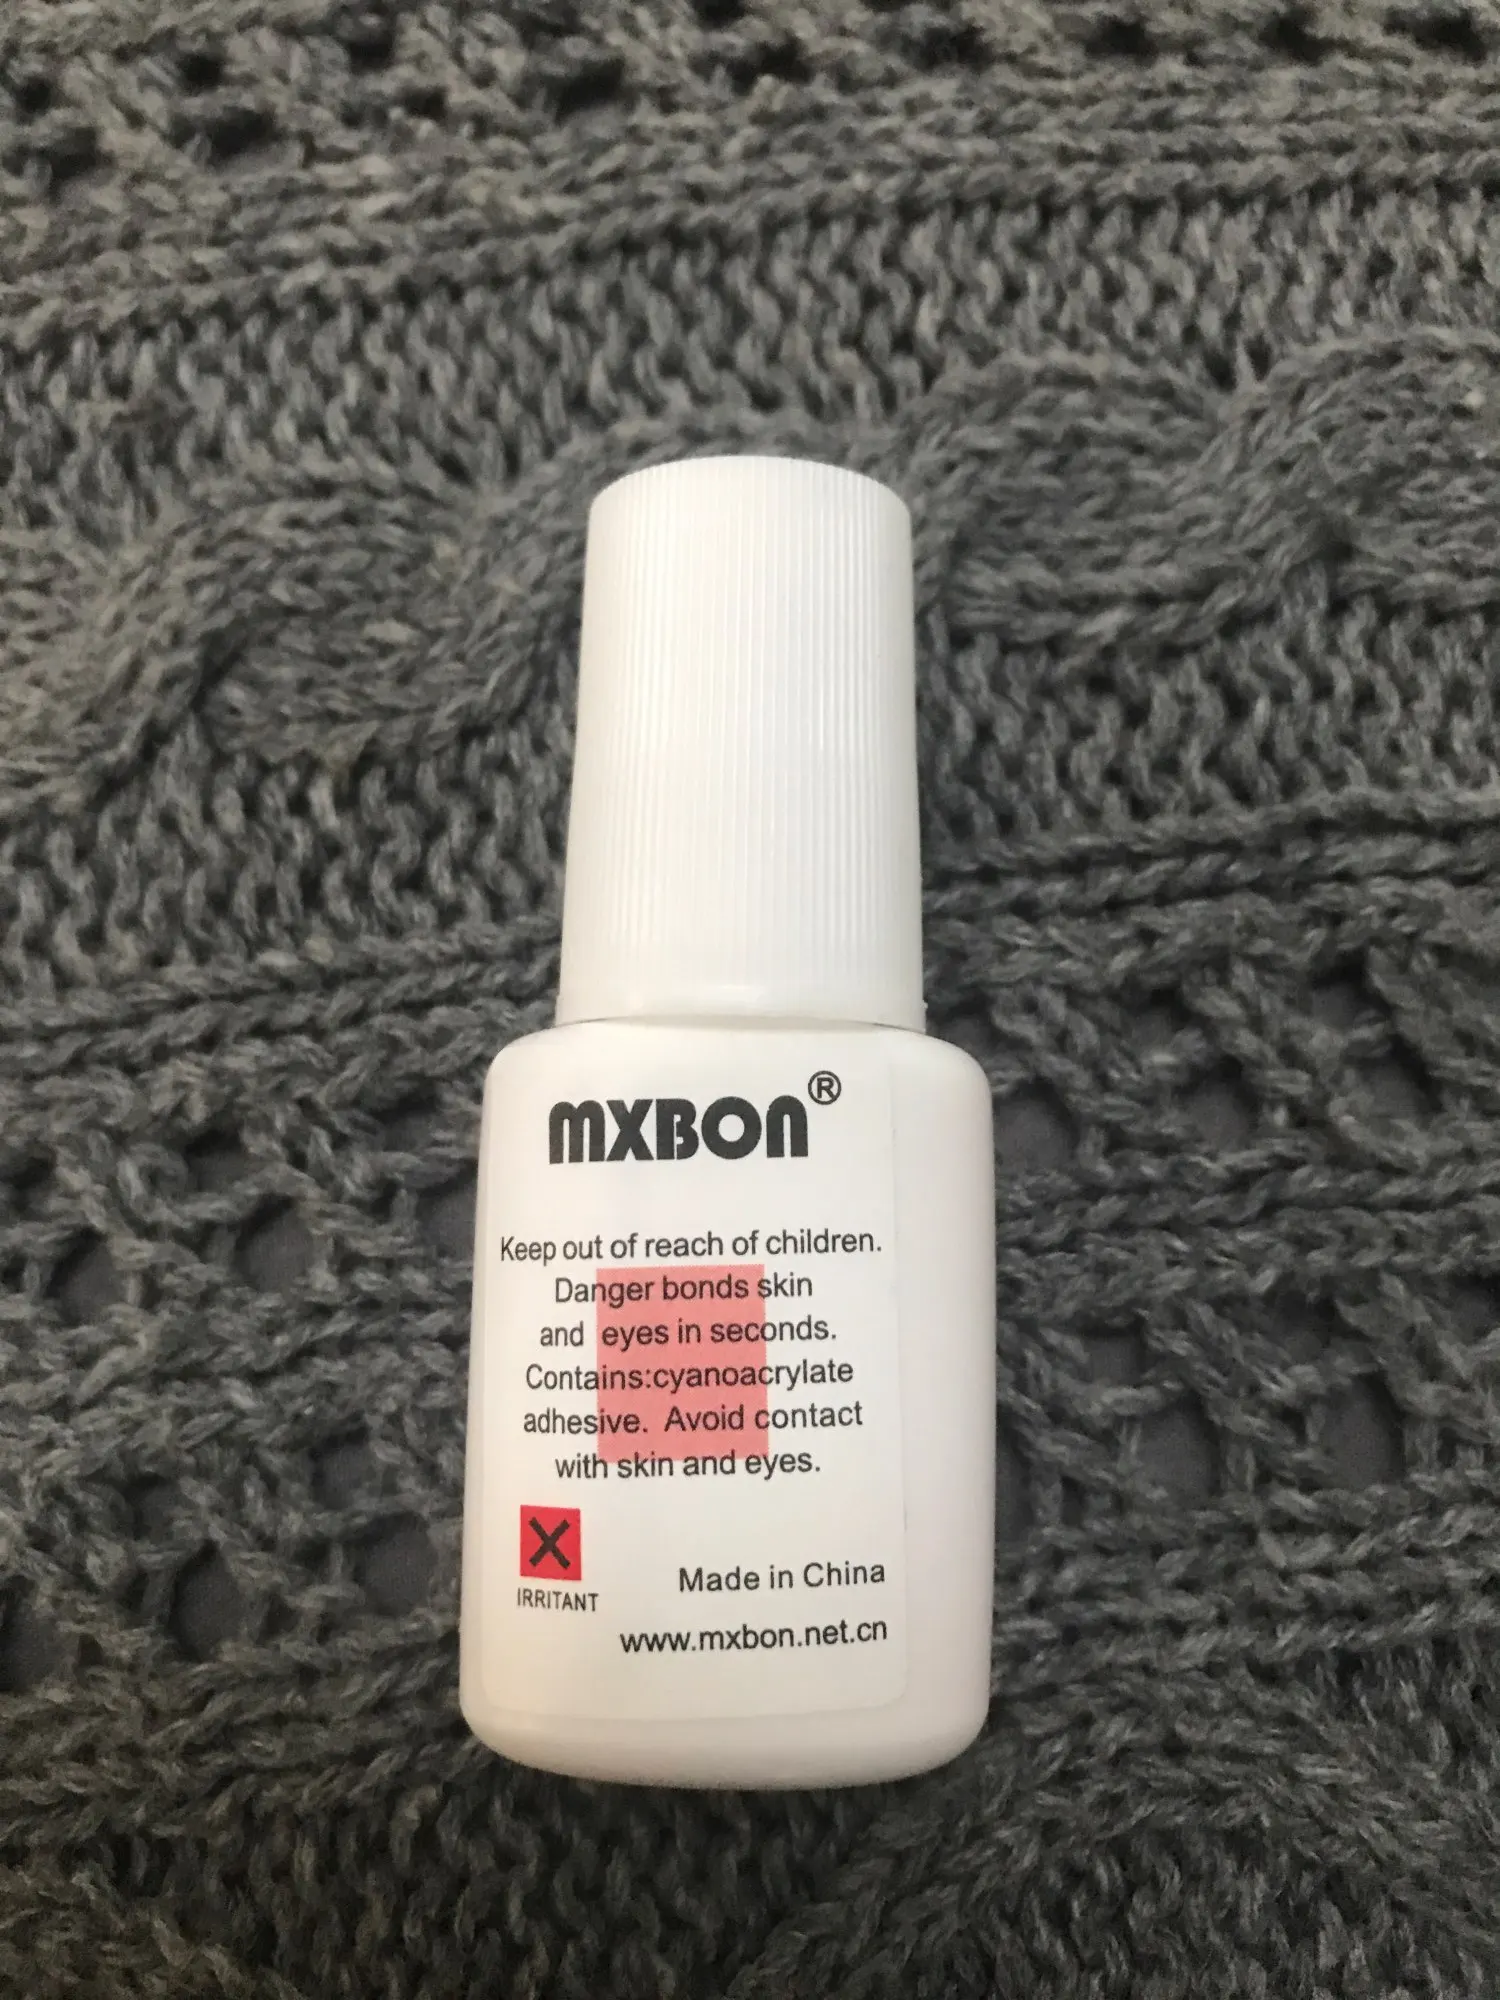 MXBON®
Keep out of reach of children.
Danger bonds skin
and eyes in seconds.
Contains:cyanoacrylate
adhesive. Avoid contact
with skin and eyes.
IRRITANT
Made in China
www.mxbon.net.cn